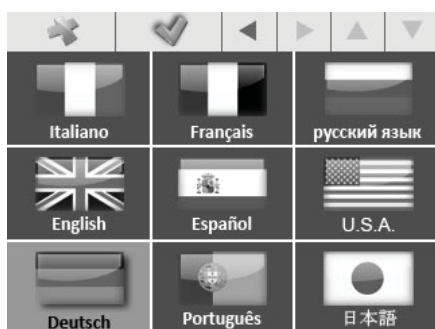 Italiano
Français
русский язык
English
Español
U.S.A.
Deutsch
Português
日本語